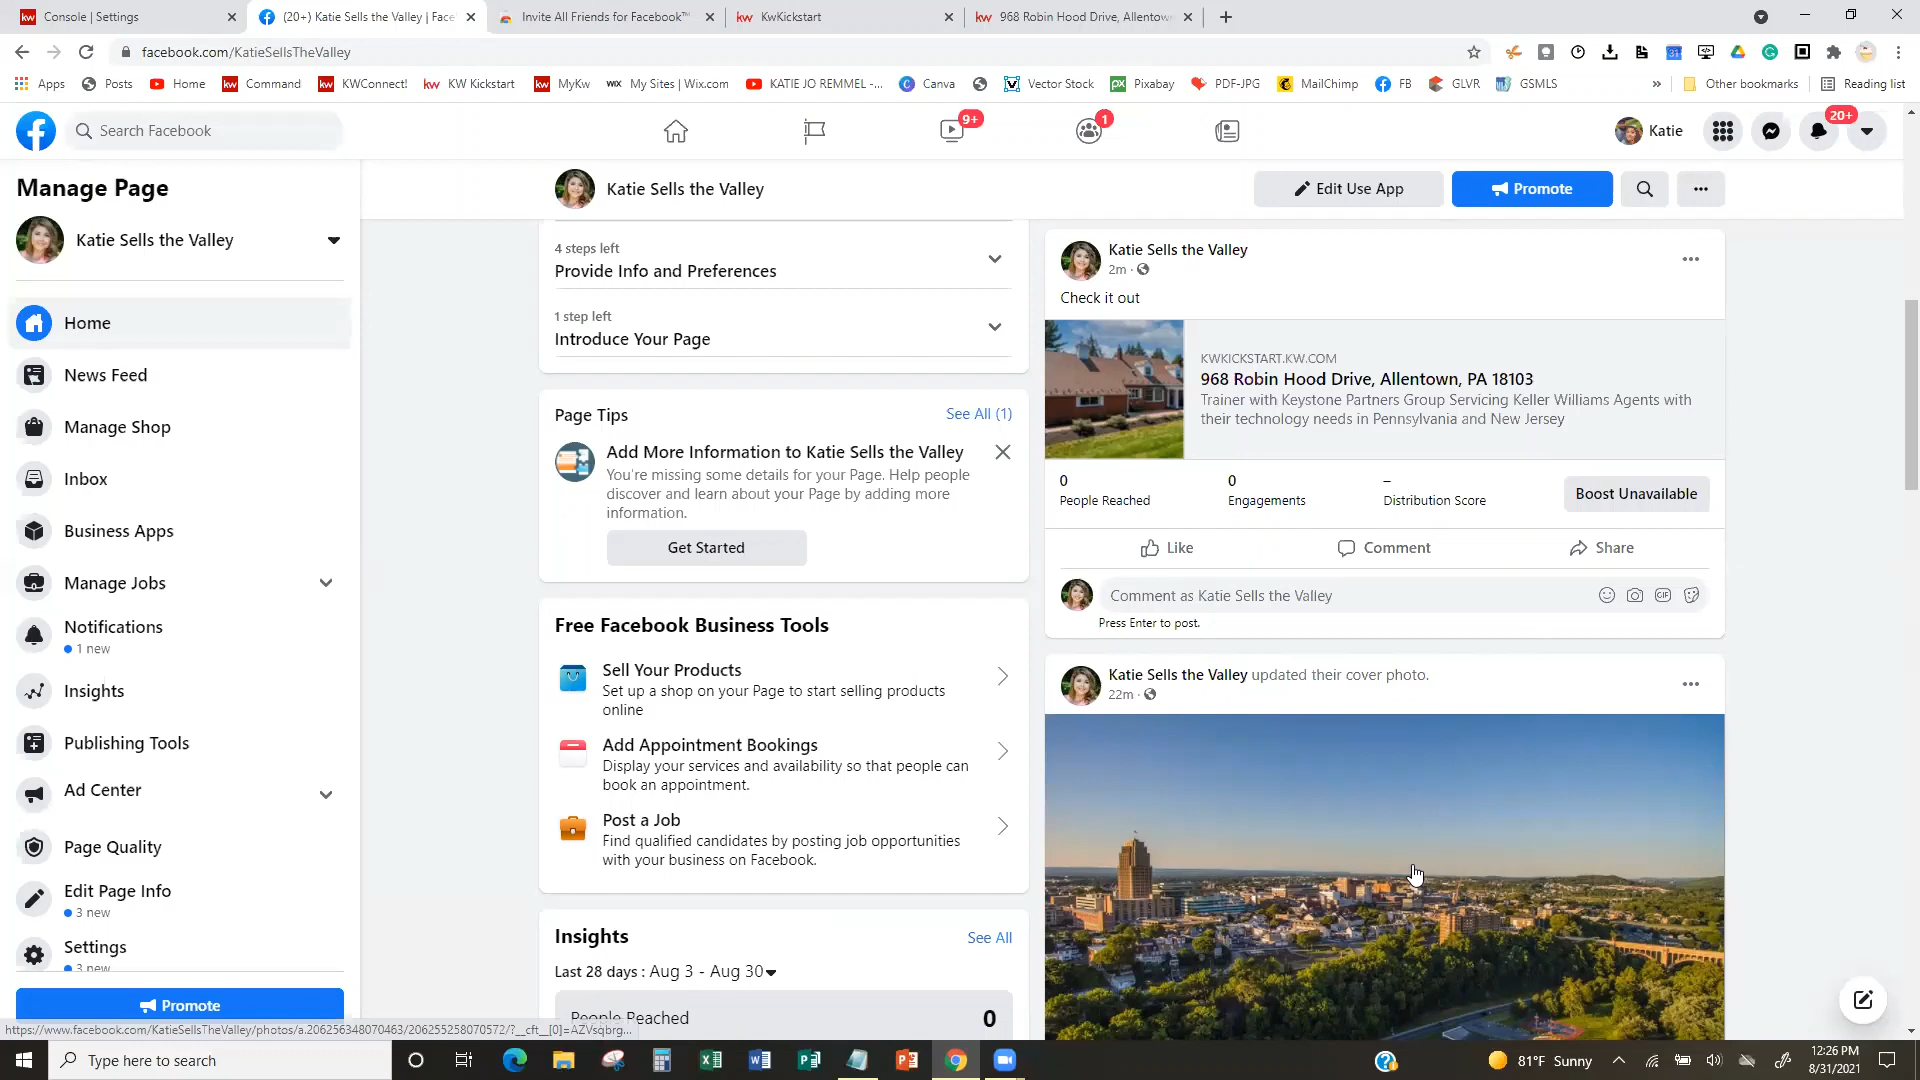 Console | Settings
(20+) Katie Sells the Valley | Face
Invite All Friends for Facebook™
KwKickstart
968 Robin Hood Drive, Allentow
facebook.com/KatieSellsTheValley
Apps
Posts
Home
Command
KWConnect!
KW Kickstart
MyKw
My Sites | Wix.com
KATIE JO REMMEL -...
Canva
Vector Stock
Pixabay
PDF-JPG
MailChimp
FB
GLVR
GSMLS
Other bookmarks
Reading list
Search Facebook
9+
1
Katie
20+
Manage Page
Katie Sells the Valley
Home
News Feed
Manage Shop
Inbox
Business Apps
Manage Jobs
Notifications
1 new
Insights
Publishing Tools
Ad Center
Page Quality
Edit Page Info
3 new
Settings
3 new
Promote
https://www.facebook.com/KatieSellsTheValley/photos/a.206256348070463/206255258070572/?__cft__[0]=AZVsqbrg...
Katie Sells the Valley
Edit Use App
Promote
4 steps left
Provide Info and Preferences
1 step left
Introduce Your Page
Page Tips
See All (1)
Add More Information to Katie Sells the Valley
You're missing some details for your Page. Help people
discover and learn about your Page by adding more
information.
Get Started
Free Facebook Business Tools
Sell Your Products
Set up a shop on your Page to start selling products
online
Add Appointment Bookings
Display your services and availability so that people can
book an appointment.
Post a Job
Find qualified candidates by posting job opportunities
with your business on Facebook.
Insights
See All
Last 28 days : Aug 3 - Aug 30
People Reached
0
Katie Sells the Valley
2m ·
Check it out
KWKICKSTART.KW.COM
968 Robin Hood Drive, Allentown, PA 18103
Trainer with Keystone Partners Group Servicing Keller Williams Agents with
their technology needs in Pennsylvania and New Jersey
0
People Reached
0
Engagements
–
Distribution Score
Boost Unavailable
Like
Comment
Share
Comment as Katie Sells the Valley
Press Enter to post.
Katie Sells the Valley updated their cover photo.
22m ·
Type here to search
81°F Sunny
12:26 PM
8/31/2021